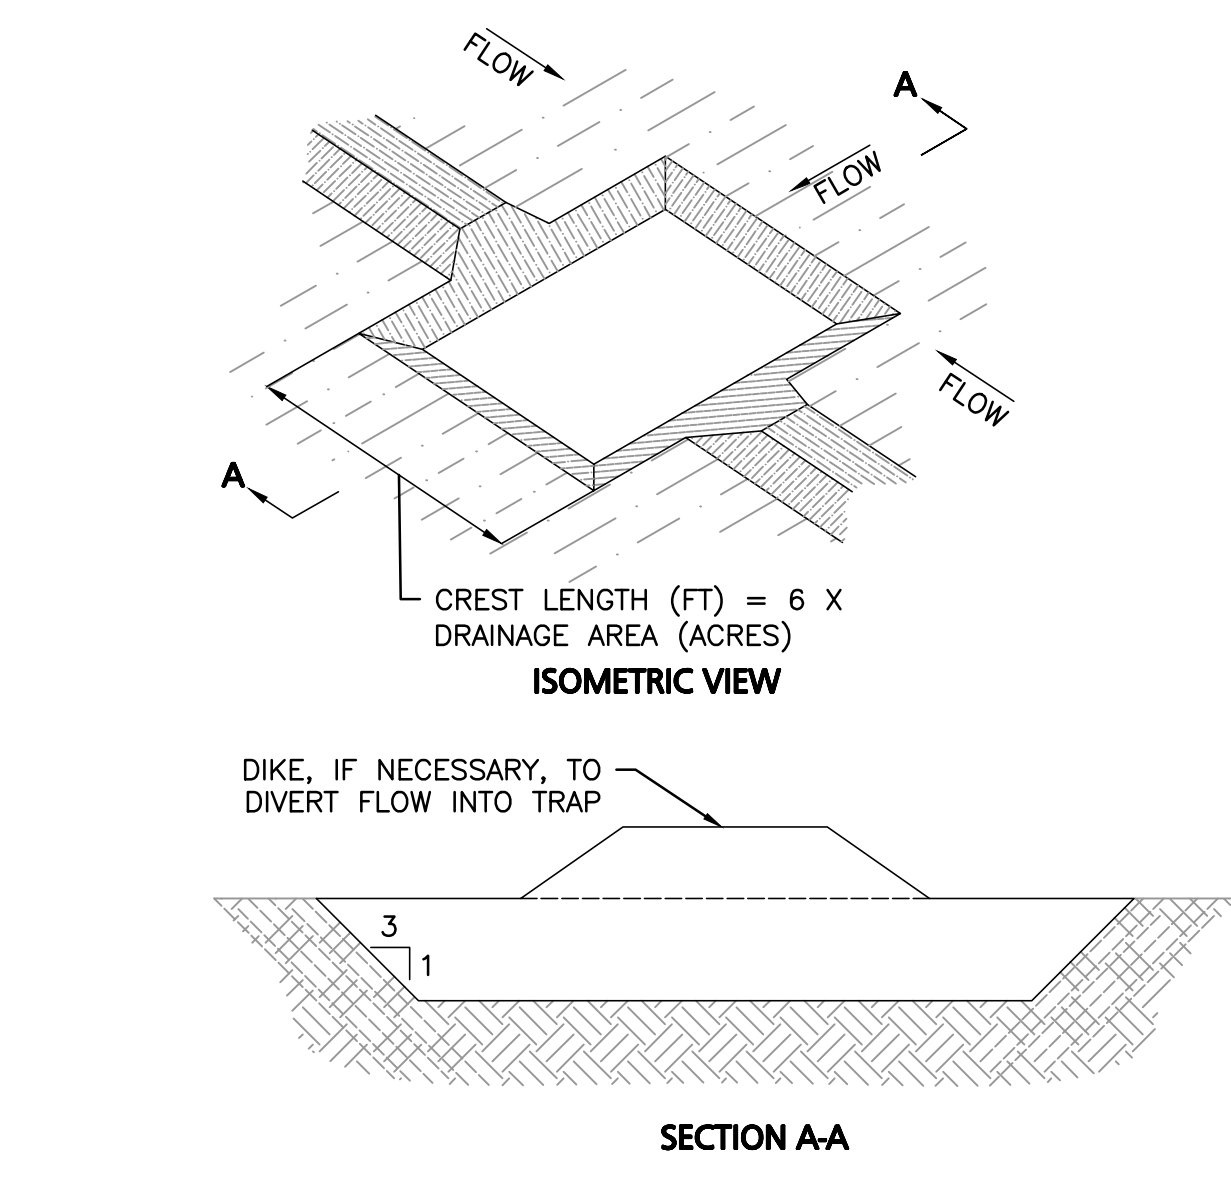 FLOW
A
FLOW
FLOW
A
CREST LENGTH (FT) = 6 X
DRAINAGE AREA (ACRES)
ISOMETRIC VIEW
DIKE, IF NECESSARY, TO
DIVERT FLOW INTO TRAP
3
1
SECTION A-A